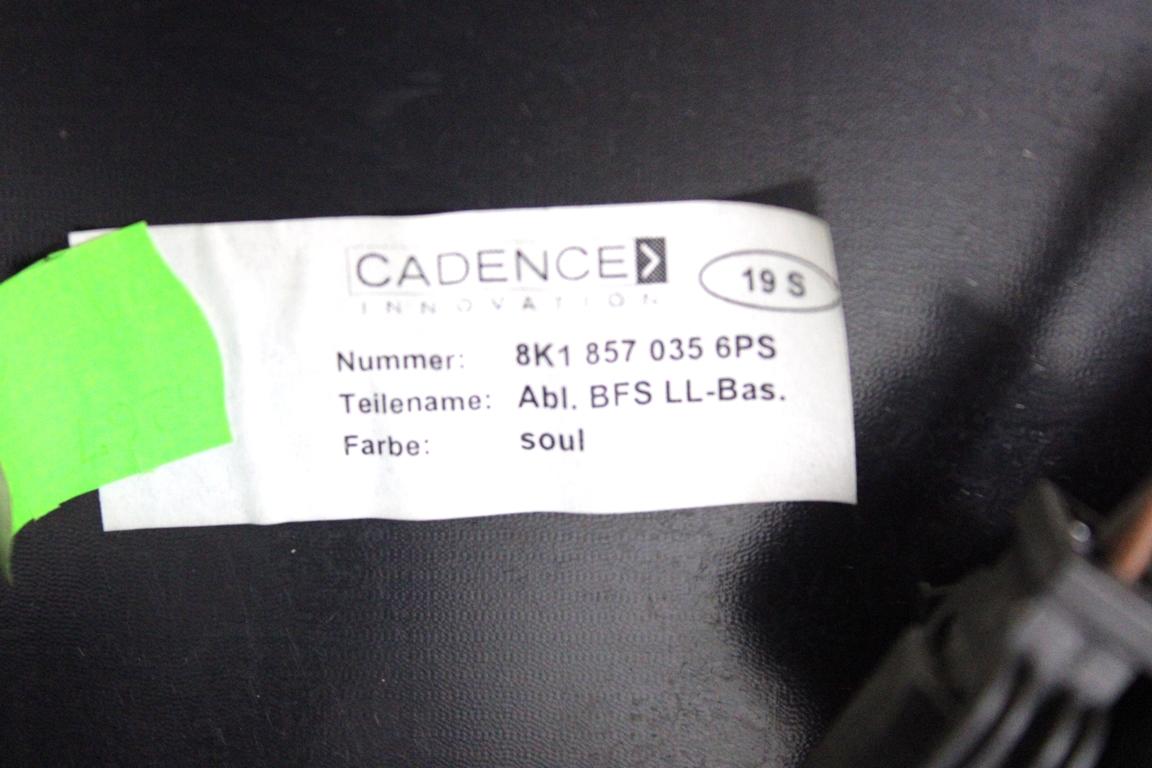 CADENCE
INNOVATION
19 S
Nummer: 8K1 857 035 6PS
Teilename: Abl. BFS LL-Bas.
Farbe: soul